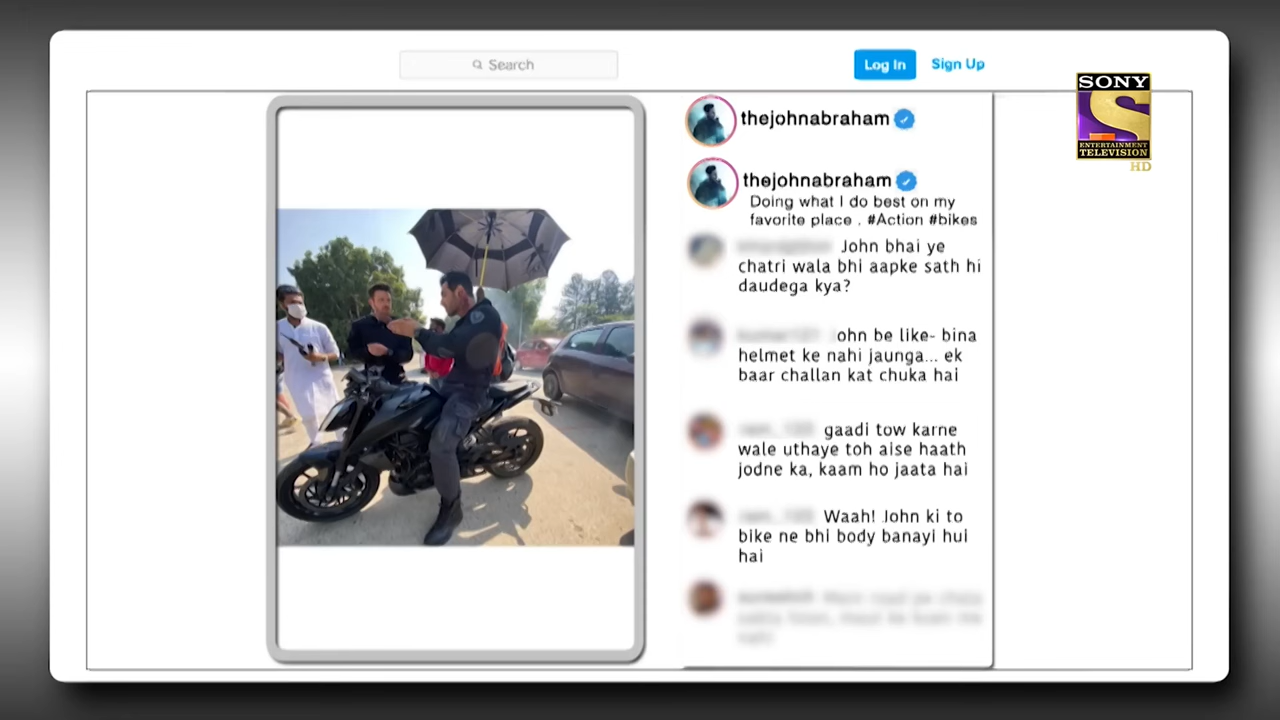 Search
Log In
Sign Up
SONY
S
ENTERTAINMENT
TELEVISION
HD
thejohnabraham
thejohnabraham
Doing what I do best on my
favorite place . #Action #bikes
John bhai ye
chatri wala bhi aapke sath hi
daudega kya?
ohn be like- bina
helmet ke nahi jaunga... ek
baar challan kat chuka hai
gaadi tow karne
wale uthaye toh aise haath
jodne ka, kaam ho jaata hai
Waah! John ki to
bike ne bhi body banayi hui
hai